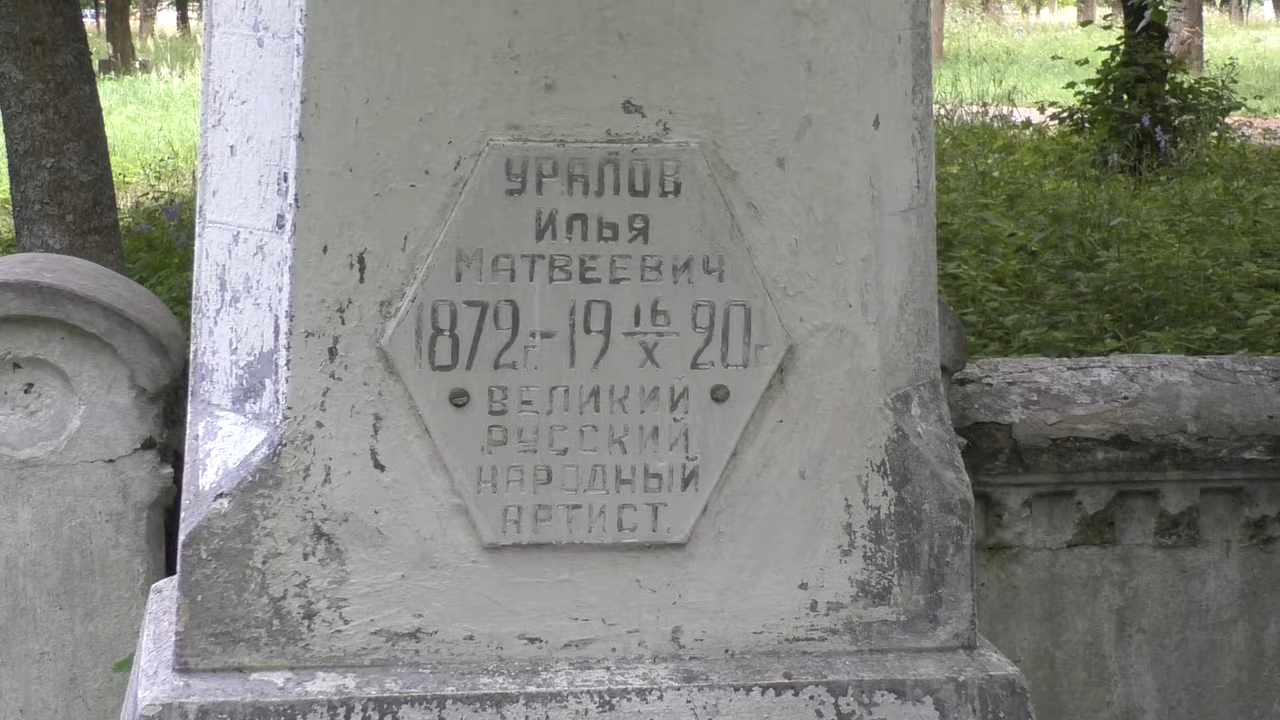 УРАЛОВ
ИЛЬЯ
МАТВЕЕВИЧ
1872г.-19 16/X 20г
ВЕЛИКИЙ
РУССКИЙ
НАРОДНЫЙ
АРТИСТ.